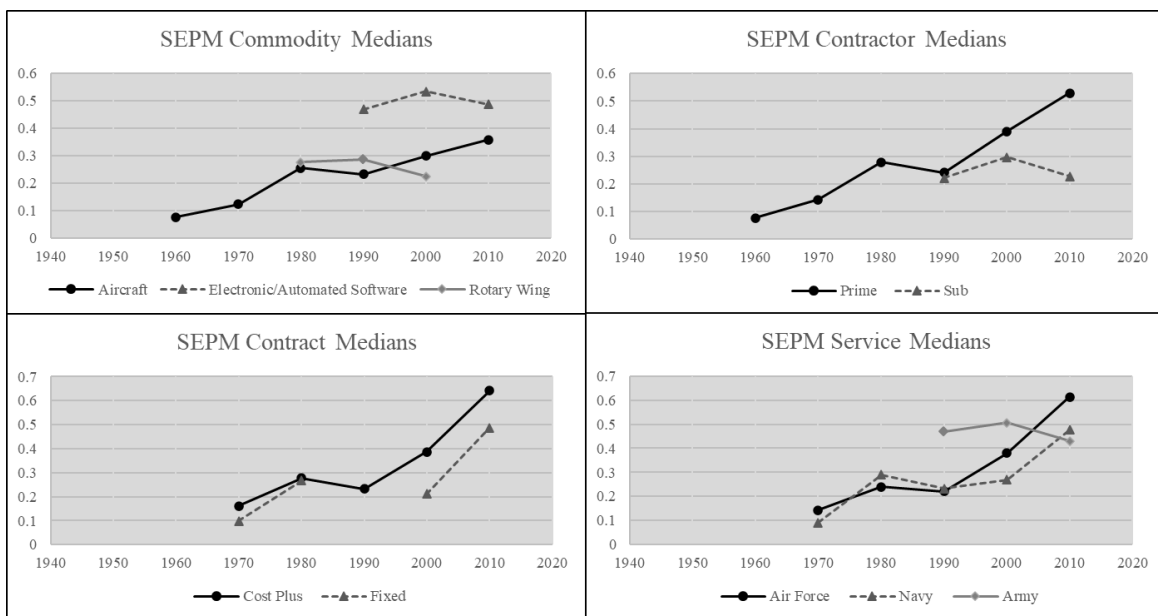 SEPM Commodity Medians
0.6
0.5
0.4
0.3
0.2
0.1
0
1940 1950 1960 1970 1980 1990 2000 2010 2020
Aircraft Electronic/Automated Software Rotary Wing
SEPM Contractor Medians
0.6
0.5
0.4
0.3
0.2
0.1
0
1940 1950 1960 1970 1980 1990 2000 2010 2020
Prime Sub
SEPM Contract Medians
0.7
0.6
0.5
0.4
0.3
0.2
0.1
0
1940 1950 1960 1970 1980 1990 2000 2010 2020
Cost Plus Fixed
SEPM Service Medians
0.7
0.6
0.5
0.4
0.3
0.2
0.1
0
1940 1950 1960 1970 1980 1990 2000 2010 2020
Air Force Navy Army